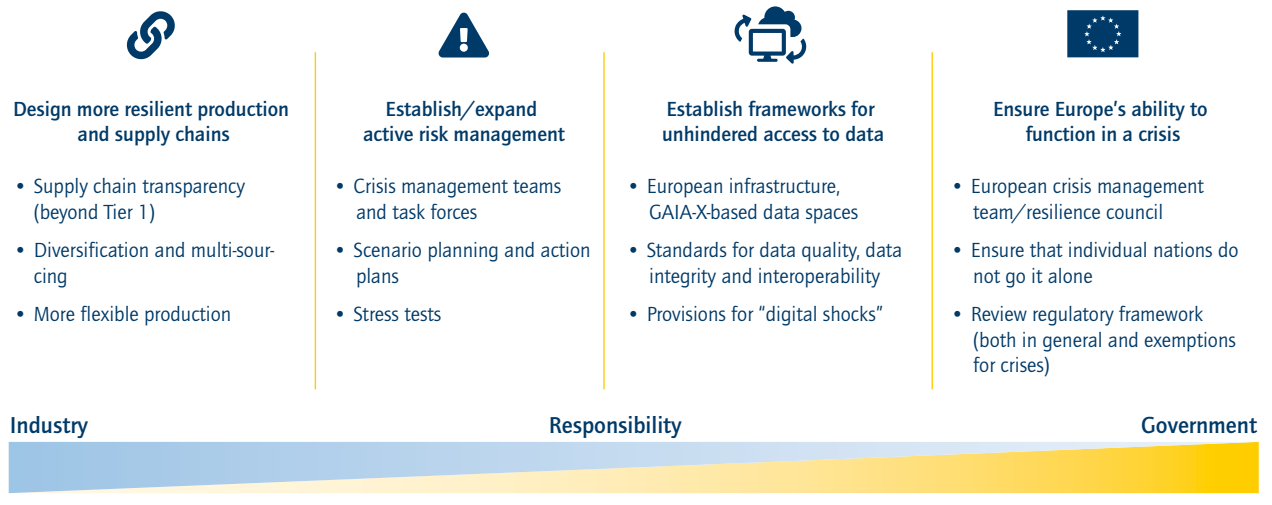 Design more resilient production
and supply chains
• Supply chain transparency
(beyond Tier 1)
• Diversification and multi-sour-
cing
• More flexible production
Establish/expand
active risk management
• Crisis management teams
and task forces
• Scenario planning and action
plans
• Stress tests
Establish frameworks for
unhindered access to data
• European infrastructure,
GAIA-X-based data spaces
• Standards for data quality, data
integrity and interoperability
• Provisions for “digital shocks”
Ensure Europe’s ability to
function in a crisis
• European crisis management
team/resilience council
• Ensure that individual nations do
not go it alone
• Review regulatory framework
(both in general and exemptions
for crises)
Industry
Responsibility
Government